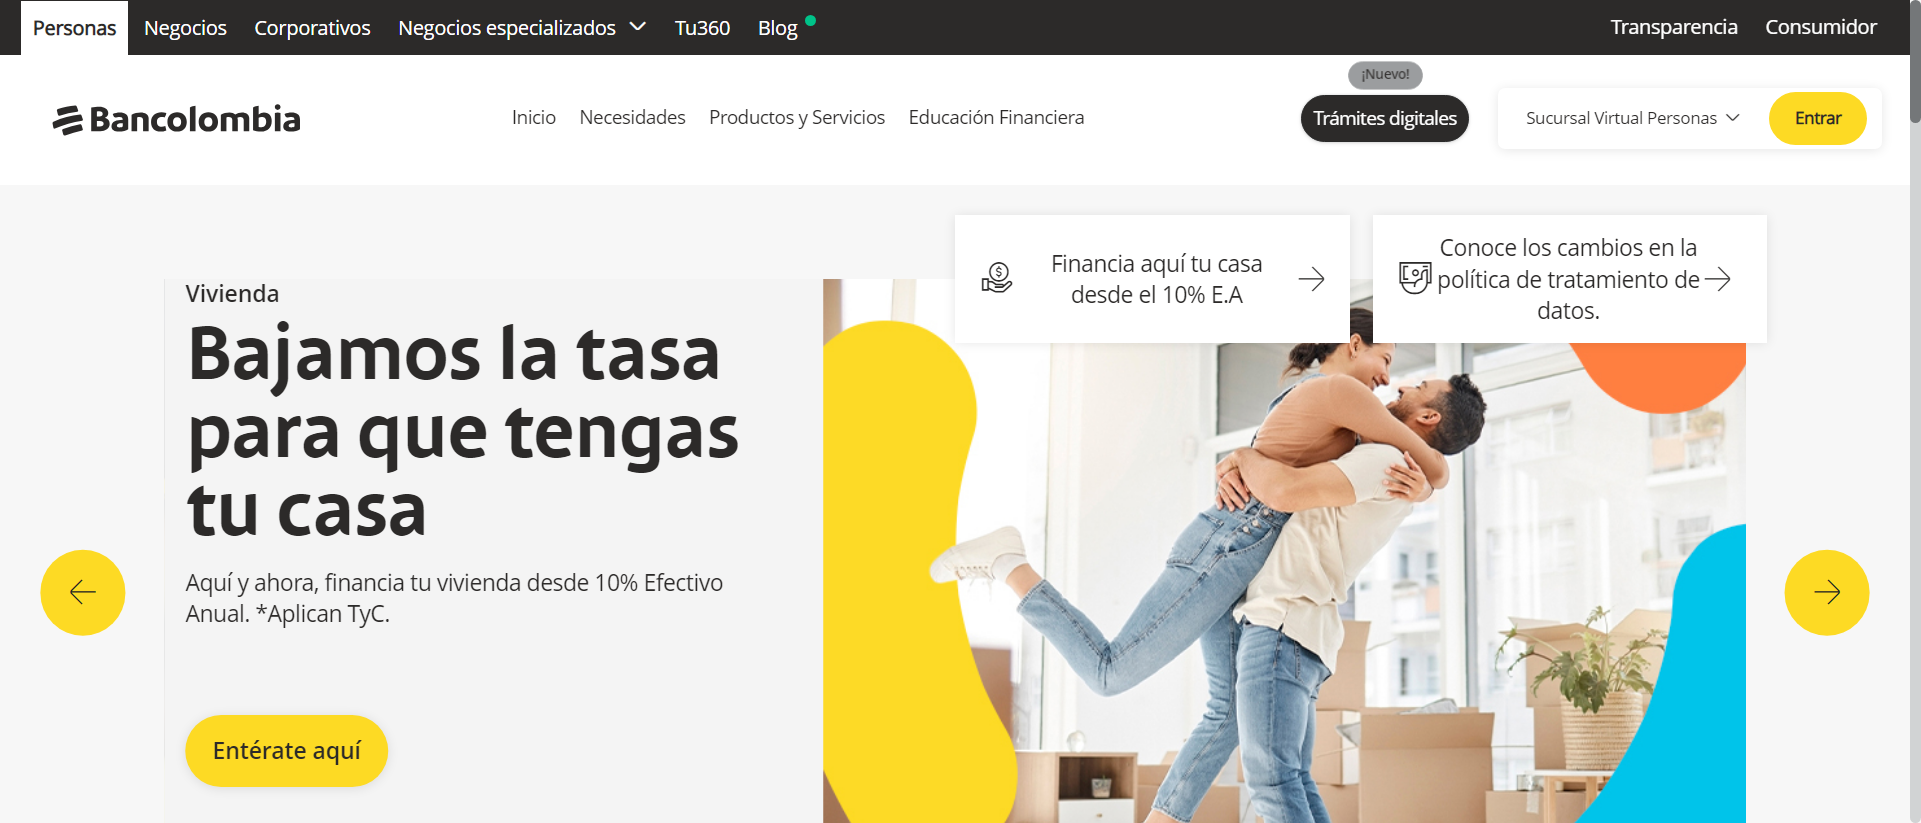 Personas Negocios Corporativos Negocios especializados Tu360 Blog Transparencia Consumidor
¡Nuevo!
Bancolombia Inicio Necesidades Productos y Servicios Educación Financiera Trámites digitales Sucursal Virtual Personas Entrar
Financia aquí tu casa
desde el 10% E.A
Conoce los cambios en la
política de tratamiento de
datos.
Vivienda
Bajamos la tasa
para que tengas
tu casa
Aquí y ahora, financia tu vivienda desde 10% Efectivo
Anual. *Aplican TyC.
Entérate aquí